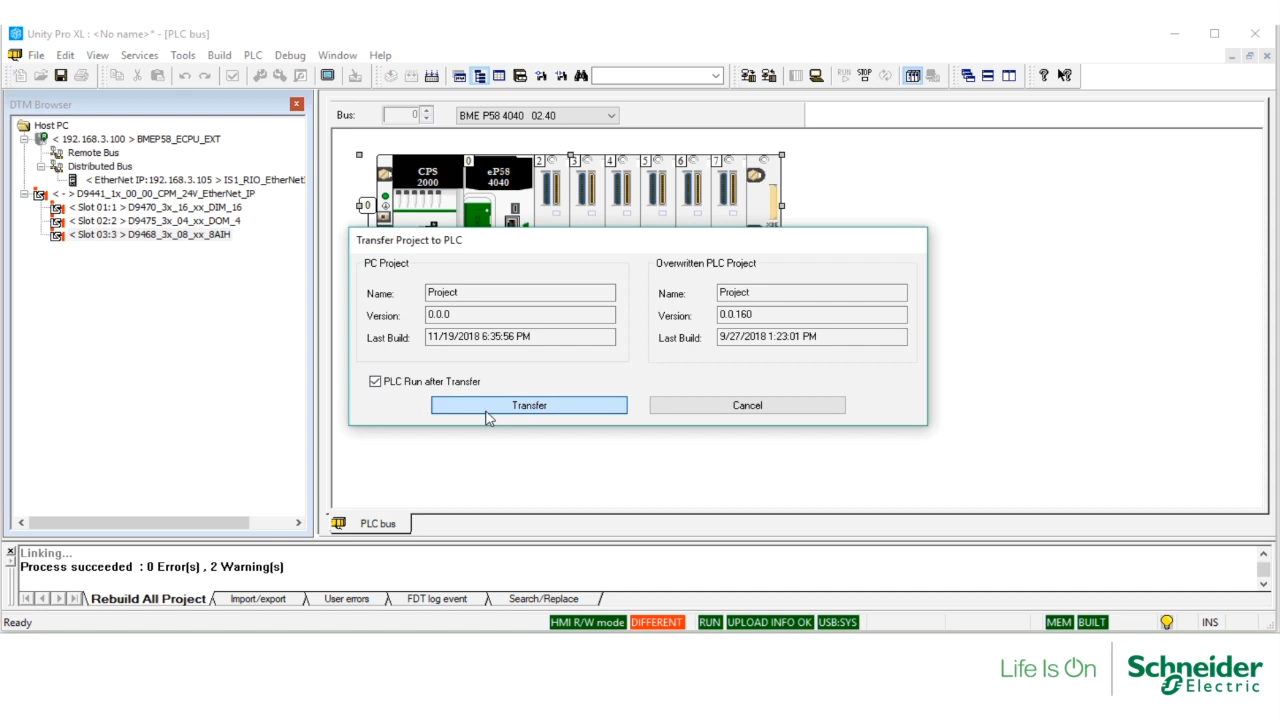 Unity Pro XL : <No name>* - [PLC bus]
File Edit View Services Tools Build PLC Debug Window Help
RUN STOP
DTM Browser
Host PC
< 192.168.3.100 > BMEP58_ECPU_EXT
Remote Bus
Distributed Bus
< EtherNet IP:192.168.3.105 > IS1_RIO_EtherNet
< - > D9441_1x_00_00_CPM_24V_EtherNet_IP
< Slot 01:1 > D9470_3x_16_xx_DIM_16
< Slot 02:2 > D9475_3x_04_xx_DOM_4
< Slot 03:3 > D9468_3x_08_xx_8AIH
Bus: 0 BME P58 4040 02.40
0 2 3 4 5 6 7
CPS 2000
eP58 4040
0
Transfer Project to PLC
PC Project
Name: Project
Version: 0.0.0
Last Build: 11/19/2018 6:35:56 PM
Overwritten PLC Project
Name: Project
Version: 0.0.160
Last Build: 9/27/2018 1:23:01 PM
PLC Run after Transfer
Transfer Cancel
PLC bus
Linking...
Process succeeded : 0 Error(s) , 2 Warning(s)
Rebuild All Project Import/export User errors FDT log event Search/Replace
Ready HMI R/W mode DIFFERENT RUN UPLOAD INFO OK USB:SYS MEM BUILT INS
Life Is On
Schneider
Electric